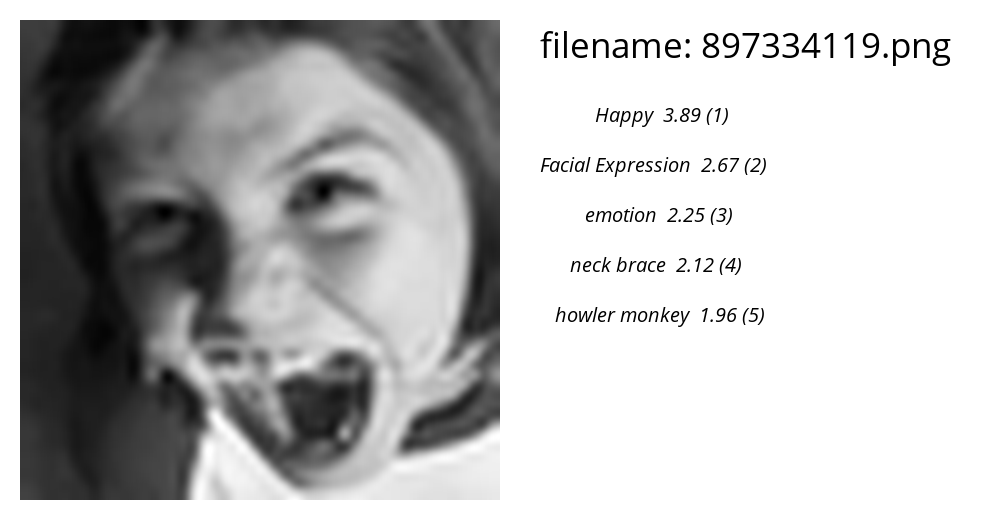 filename: 897334119.png
Happy 3.89 (1)
Facial Expression 2.67 (2)
emotion 2.25 (3)
neck brace 2.12 (4)
howler monkey 1.96 (5)